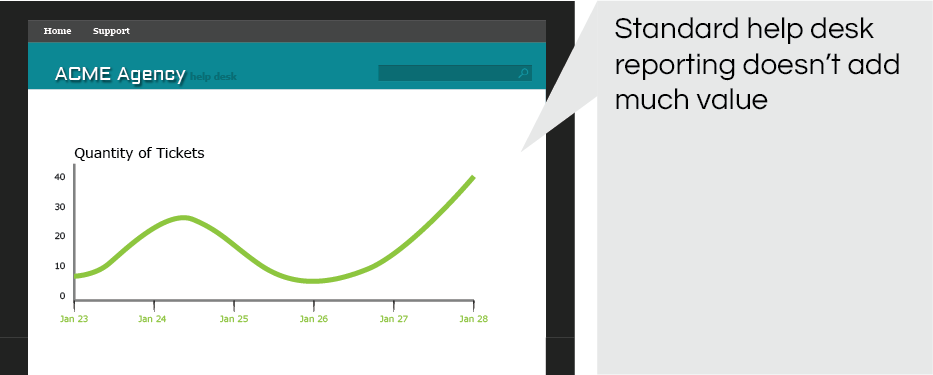 Home Support
ACME Agency help desk
Standard help desk
reporting doesn’t add
much value
Quantity of Tickets
40
30
20
10
0
Jan 23 Jan 24 Jan 25 Jan 26 Jan 27 Jan 28